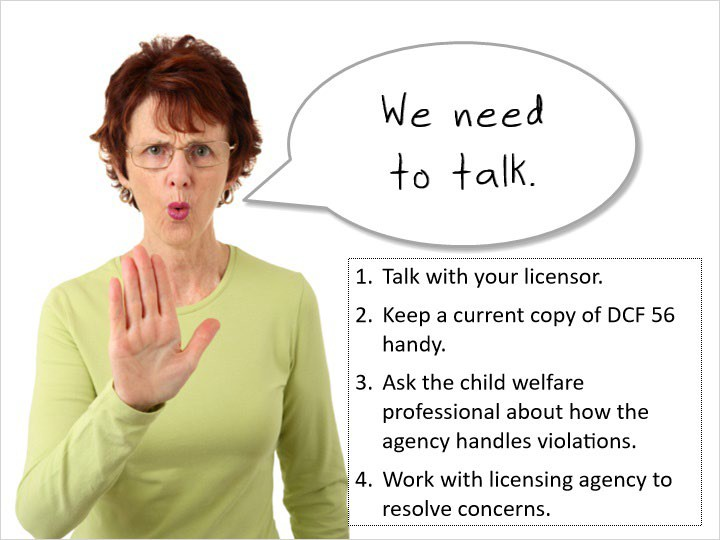 We need
to talk.
1. Talk with your licensor.
2. Keep a current copy of DCF 56
handy.
3. Ask the child welfare
professional about how the
agency handles violations.
4. Work with licensing agency to
resolve concerns.